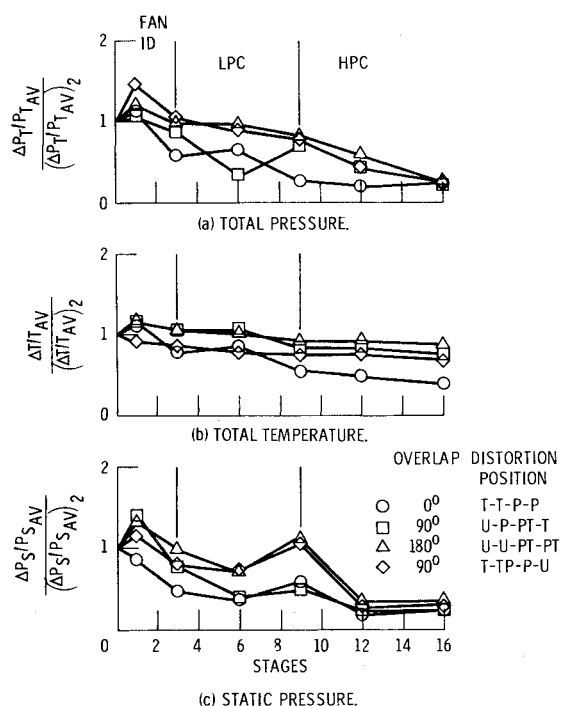 FAN
ID
LPC
HPC
2
1
0
ΔP_T/P_T_AV
(ΔP_T/P_T_AV)_2
(a) TOTAL PRESSURE.
2
1
0
ΔT/T_AV
(ΔT/T_AV)_2
(b) TOTAL TEMPERATURE.
OVERLAP DISTORTION
POSITION
0° T-T-P-P
90° U-P-PT-T
180° U-U-PT-PT
90° T-TP-P-U
2
1
0
ΔP_S/P_S_AV
(ΔP_S/P_S_AV)_2
0 2 4 6 8 10 12 14 16
STAGES
(c) STATIC PRESSURE.